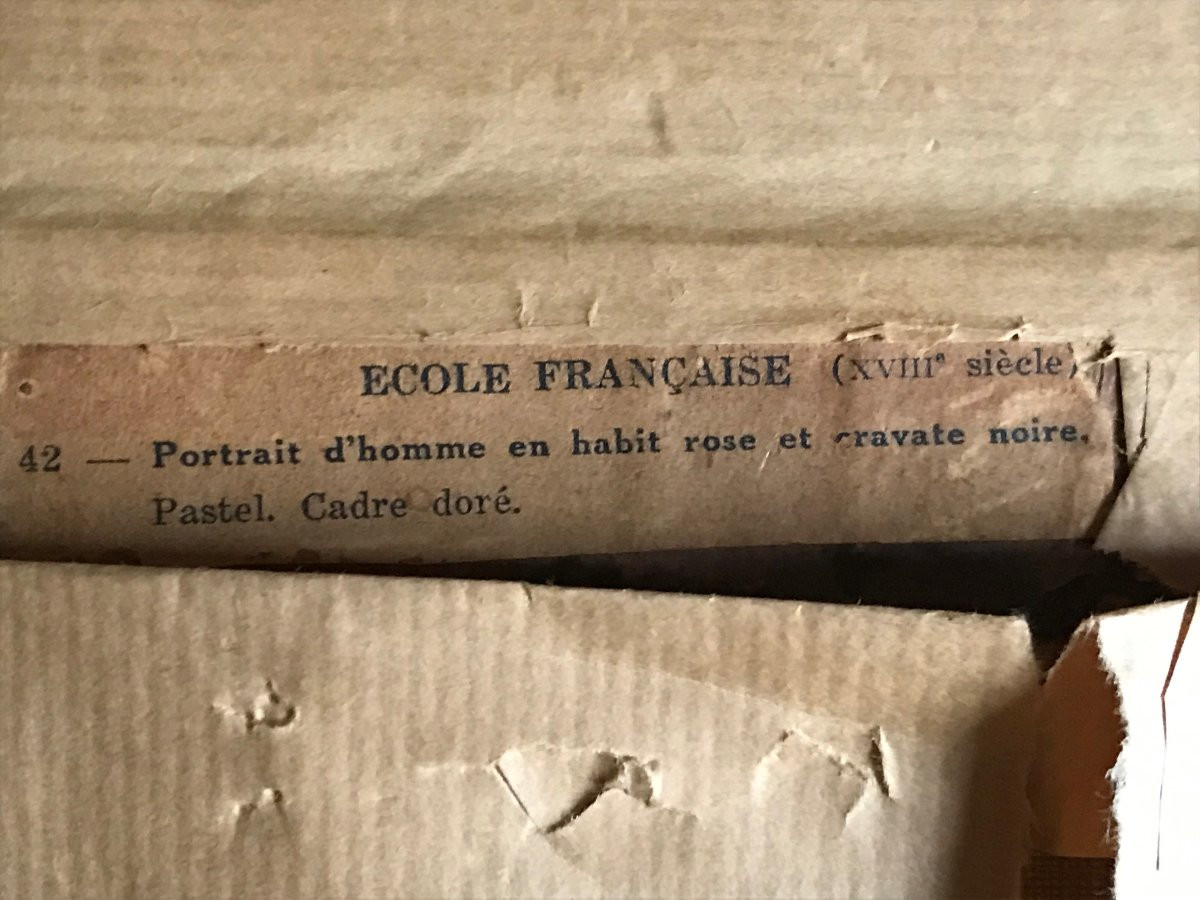 ECOLE FRANÇAISE (XVIIIe siècle)
42 — Portrait d'homme en habit rose et cravate noire.
Pastel. Cadre doré.